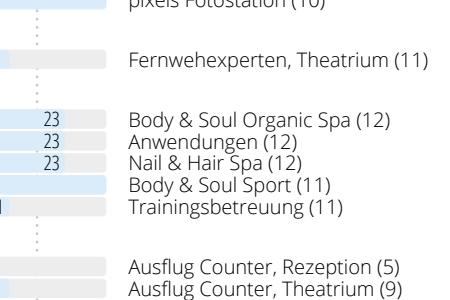 pixels Fotostation (10)
Fernwehexperten, Theatrium (11)
23 Body & Soul Organic Spa (12)
23 Anwendungen (12)
23 Nail & Hair Spa (12)
Body & Soul Sport (11)
Trainingsbetreuung (11)
Ausflug Counter, Rezeption (5)
Ausflug Counter, Theatrium (9)